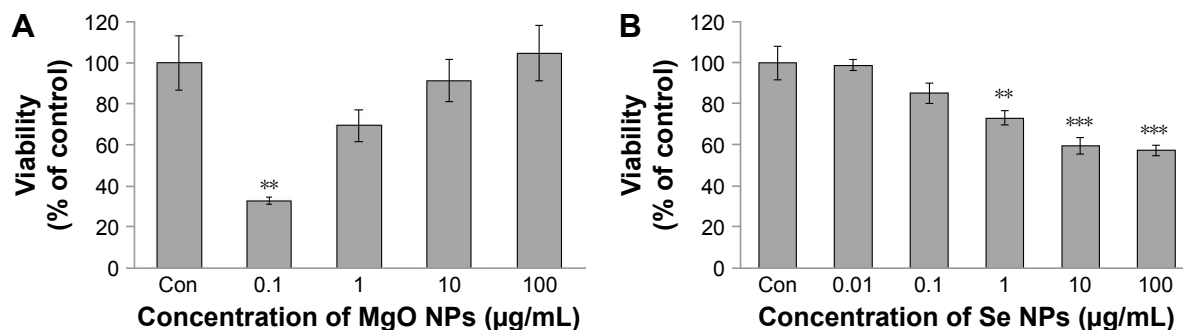 A
Viability
(% of control)
120
100
80
60
40
20
0
**
Con 0.1 1 10 100
Concentration of MgO NPs (µg/mL)
B
Viability
(% of control)
120
100
80
60
40
20
0
** *** ***
Con 0.01 0.1 1 10 100
Concentration of Se NPs (µg/mL)